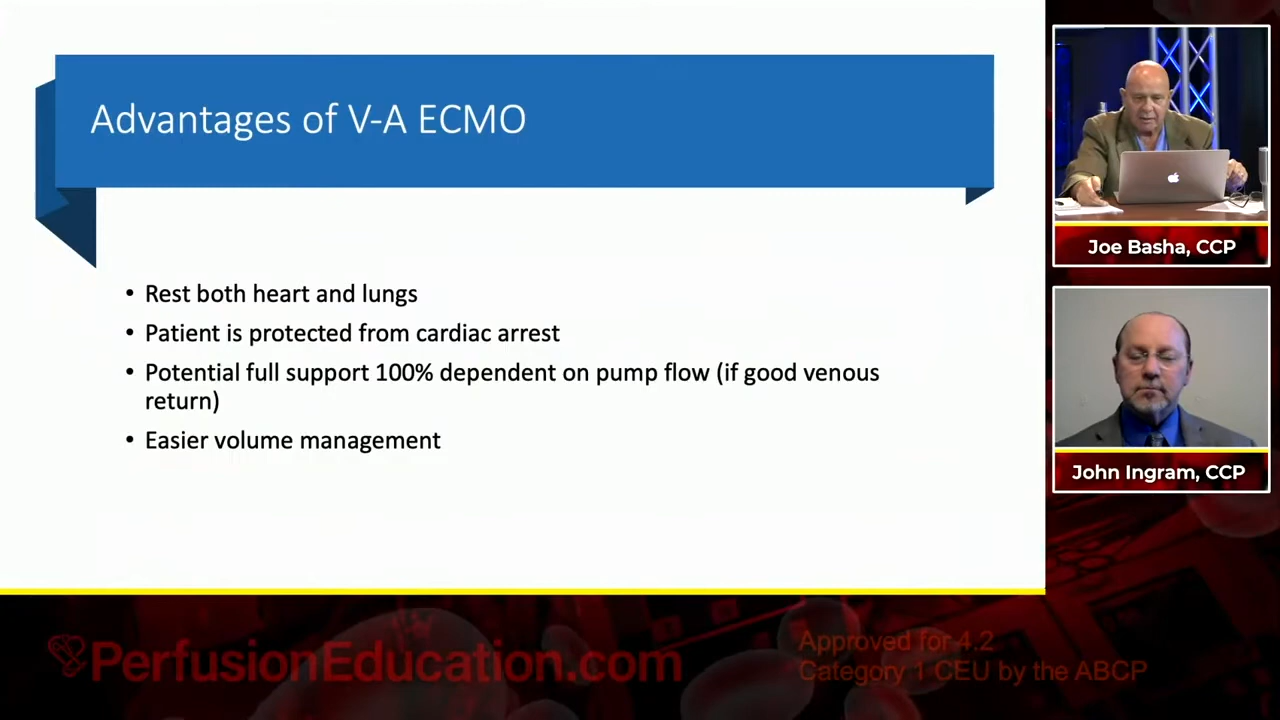 Advantages of V-A ECMO
• Rest both heart and lungs
• Patient is protected from cardiac arrest
• Potential full support 100% dependent on pump flow (if good venous
return)
• Easier volume management
Joe Basha, CCP
John Ingram, CCP
PerfusionEducation.com
Approved for 4.2
Category 1 CEU by the ABCP